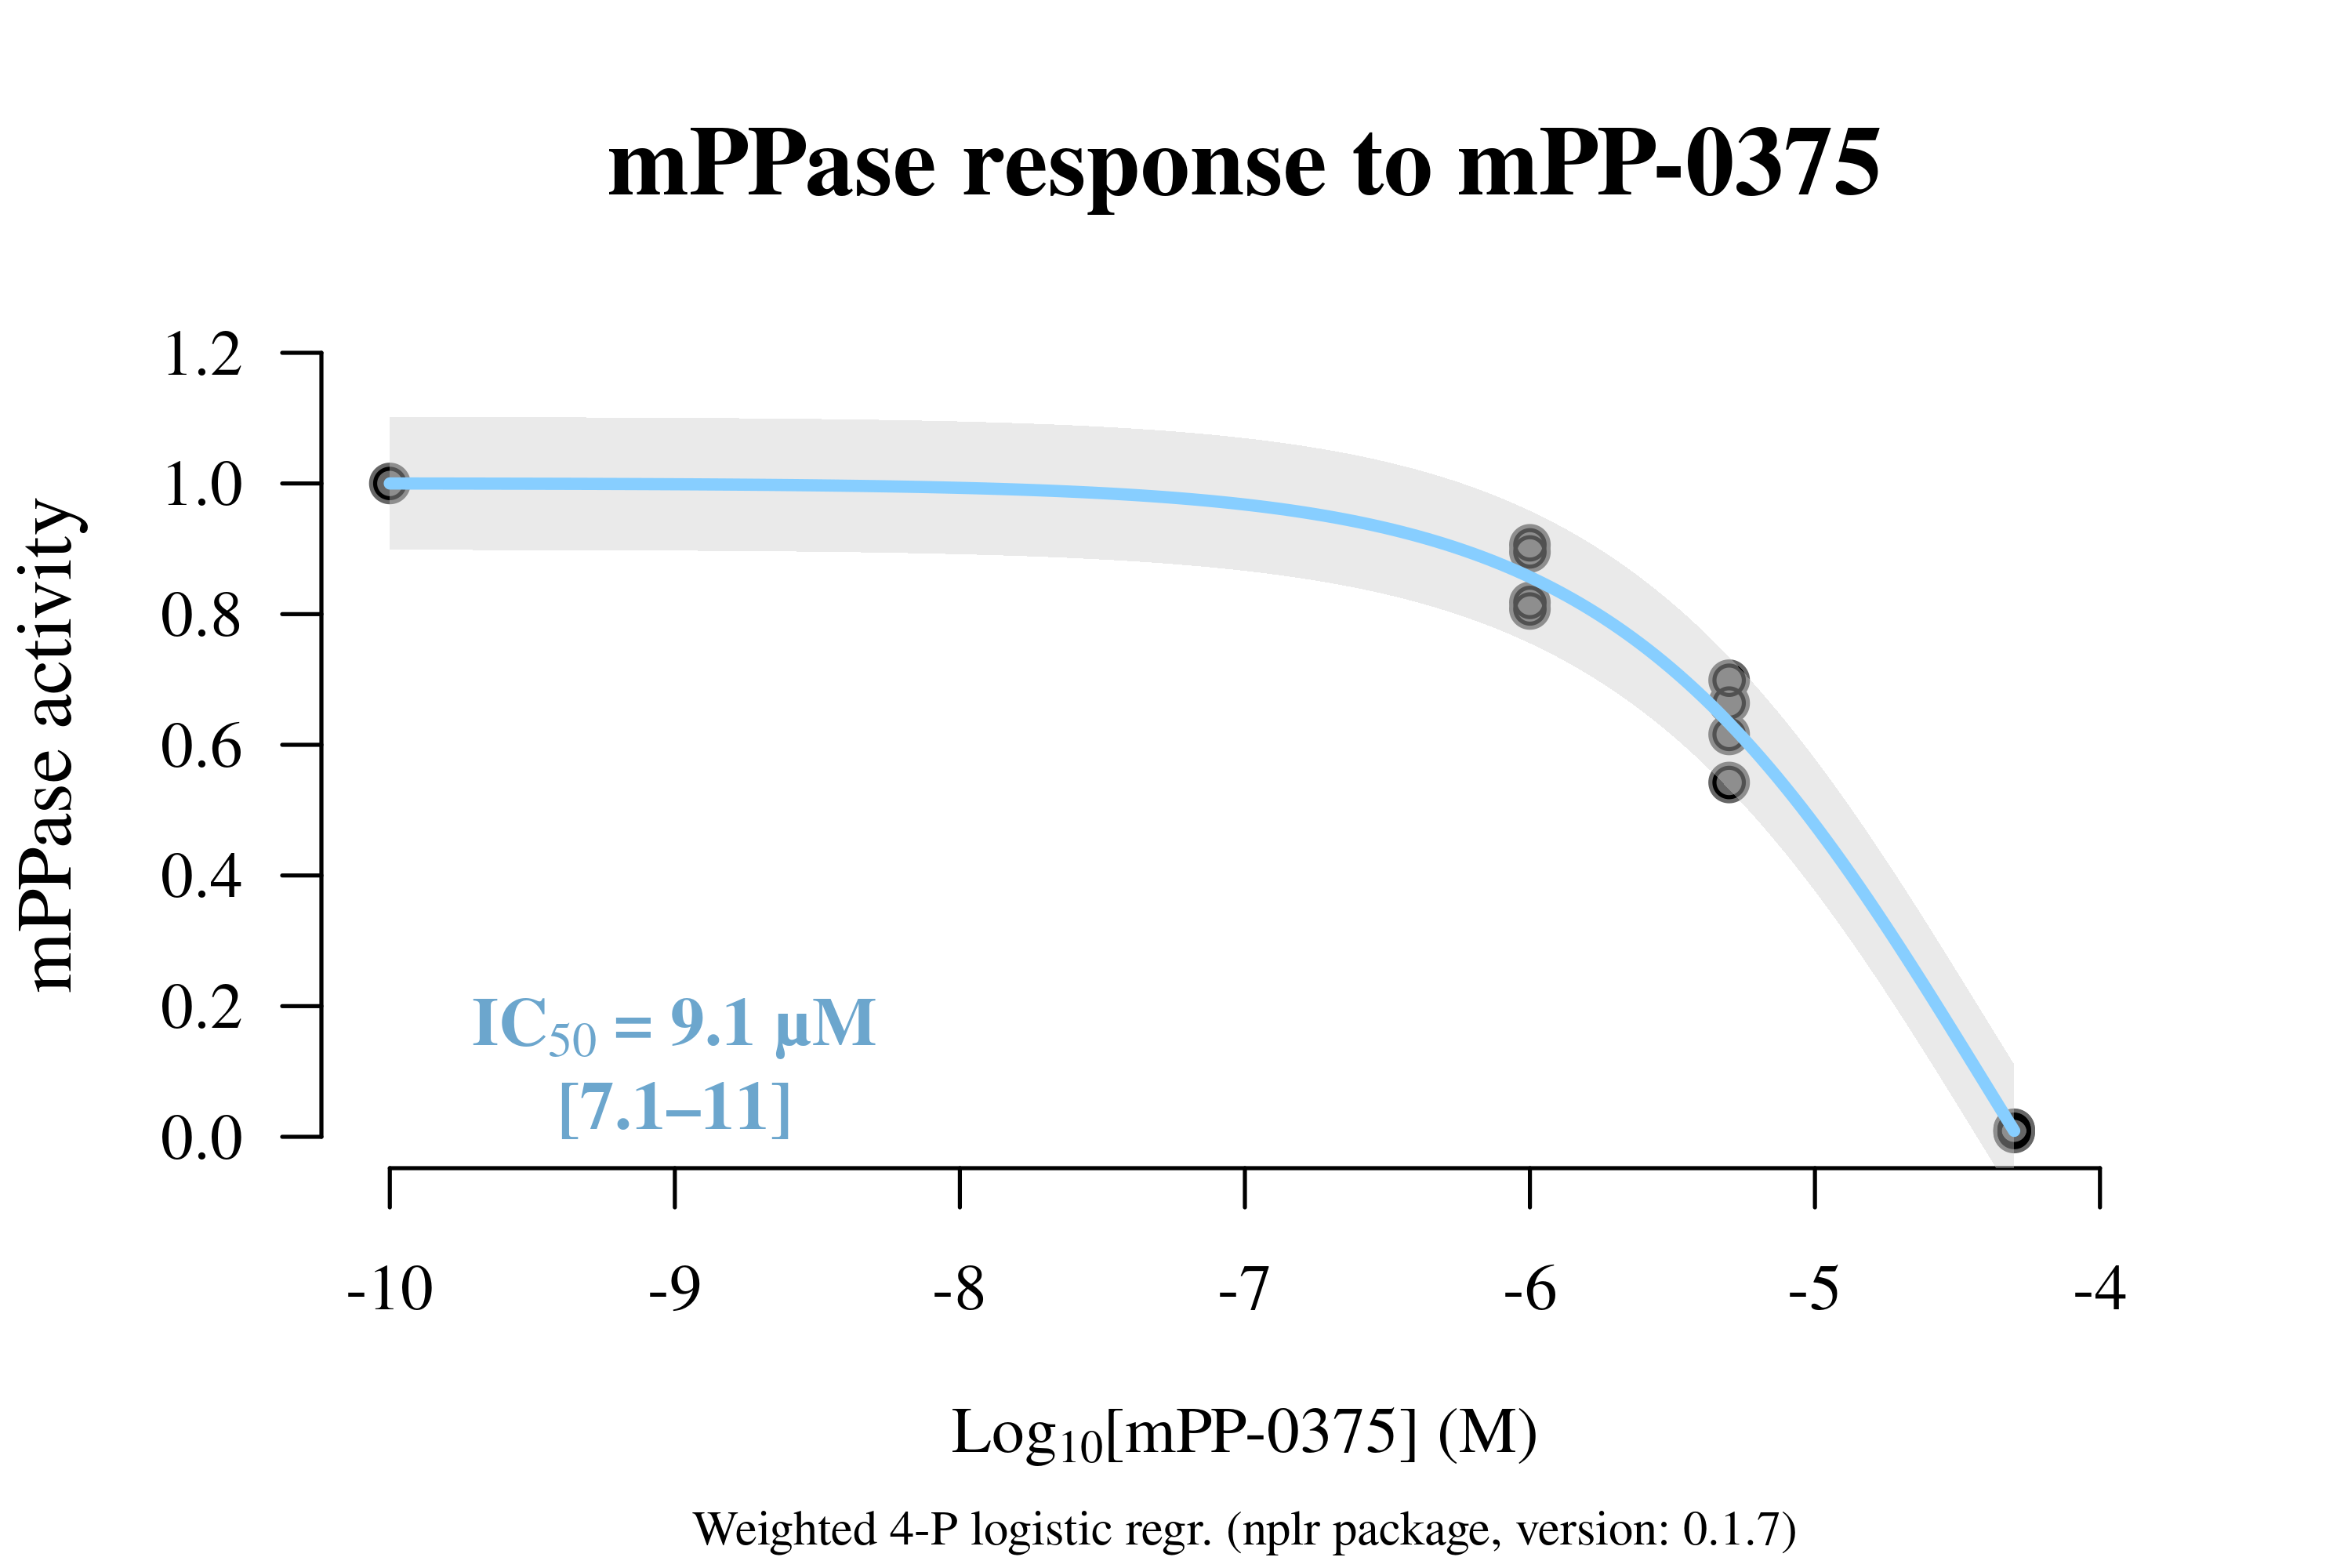 mPPase response to mPP-0375
mPPase activity
1.2
1.0
0.8
0.6
0.4
0.2
0.0
IC50 = 9.1 µM
[7.1–11]
-10 -9 -8 -7 -6 -5 -4
Log10[mPP-0375] (M)
Weighted 4-P logistic regr. (nplr package, version: 0.1.7)